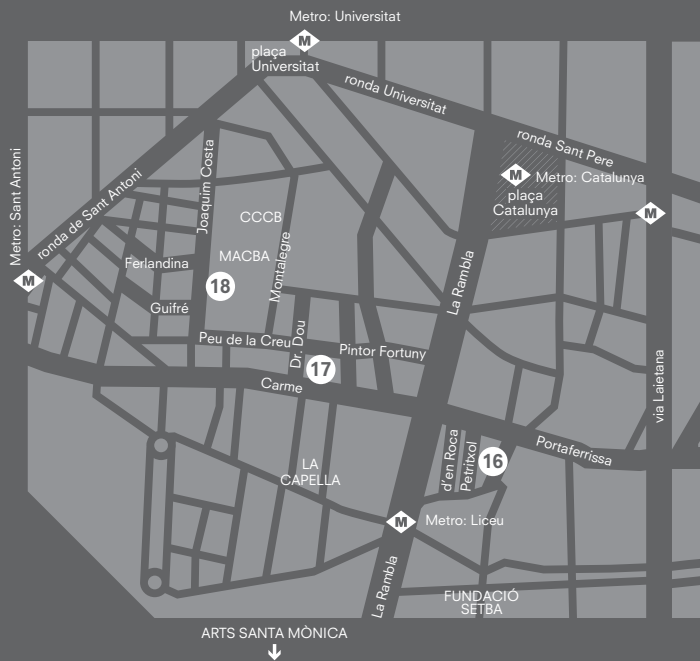 Metro: Universitat
M
plaça
Universitat
ronda Universitat
ronda Sant Pere
M
Metro: Catalunya
plaça
Catalunya
M
Metro: Sant Antoni
M
ronda de Sant Antoni
Joaquim Costa
CCCB
MACBA
Montalegre
Ferlandina
18
Guifré
La Rambla
Peu de la Creu
Dr. Dou
Pintor Fortuny
17
Carme
via Laietana
Portaferrissa
d'en Roca
Petritxol
16
LA
CAPELLA
M
Metro: Liceu
La Rambla
FUNDACIÓ
SETBA
ARTS SANTA MÒNICA